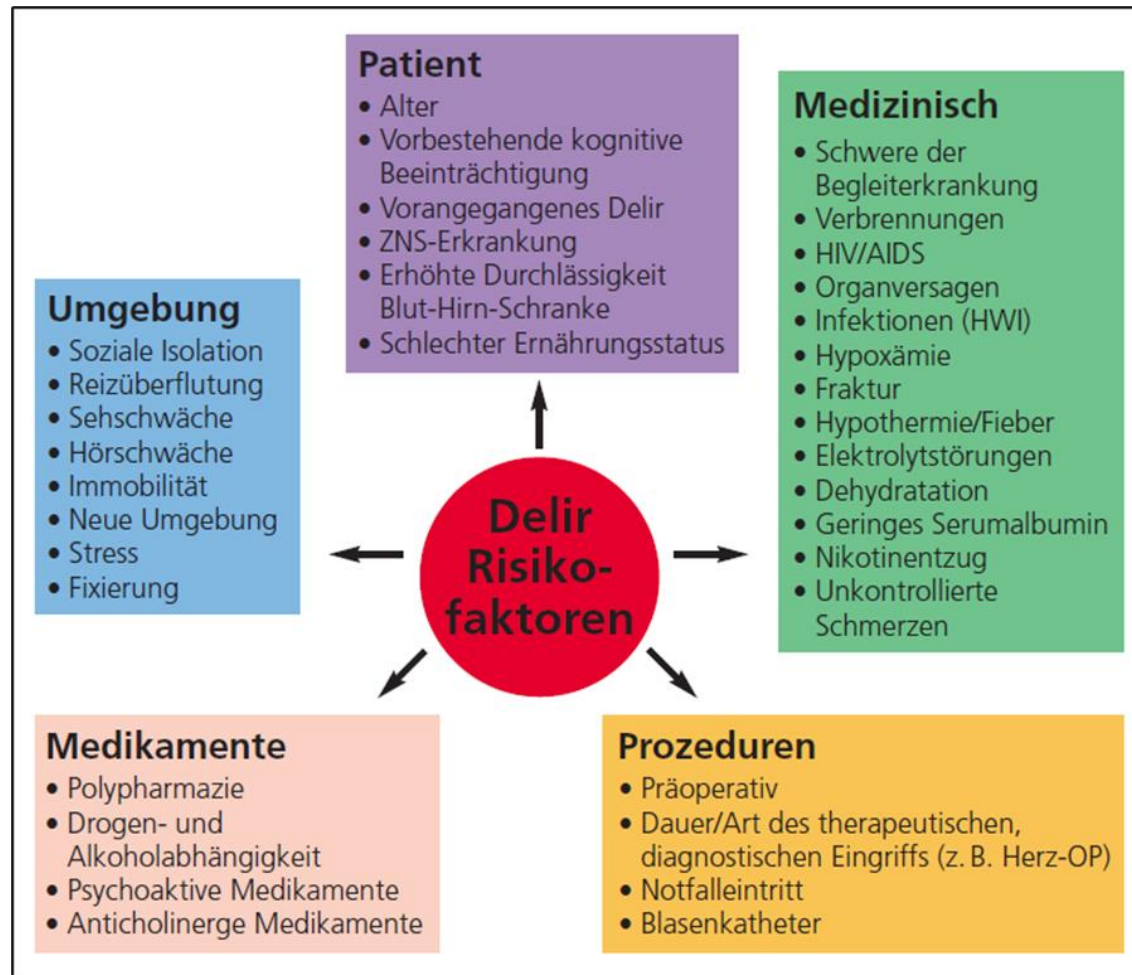 Patient
• Alter
• Vorbestehende kognitive
Beeinträchtigung
• Vorangegangenes Delir
• ZNS-Erkrankung
• Erhöhte Durchlässigkeit
Blut-Hirn-Schranke
• Schlechter Ernährungsstatus
Medizinisch
• Schwere der
Begleiterkrankung
• Verbrennungen
• HIV/AIDS
• Organversagen
• Infektionen (HWI)
• Hypoxämie
• Fraktur
• Hypothermie/Fieber
• Elektrolytstörungen
• Dehydratation
• Geringes Serumalbumin
• Nikotinentzug
• Unkontrollierte
Schmerzen
Umgebung
• Soziale Isolation
• Reizüberflutung
• Sehschwäche
• Hörschwäche
• Immobilität
• Neue Umgebung
• Stress
• Fixierung
Delir
Risiko-
faktoren
Medikamente
• Polypharmazie
• Drogen- und
Alkoholabhängigkeit
• Psychoaktive Medikamente
• Anticholinerge Medikamente
Prozeduren
• Präoperativ
• Dauer/Art des therapeutischen,
diagnostischen Eingriffs (z. B. Herz-OP)
• Notfalleintritt
• Blasenkatheter